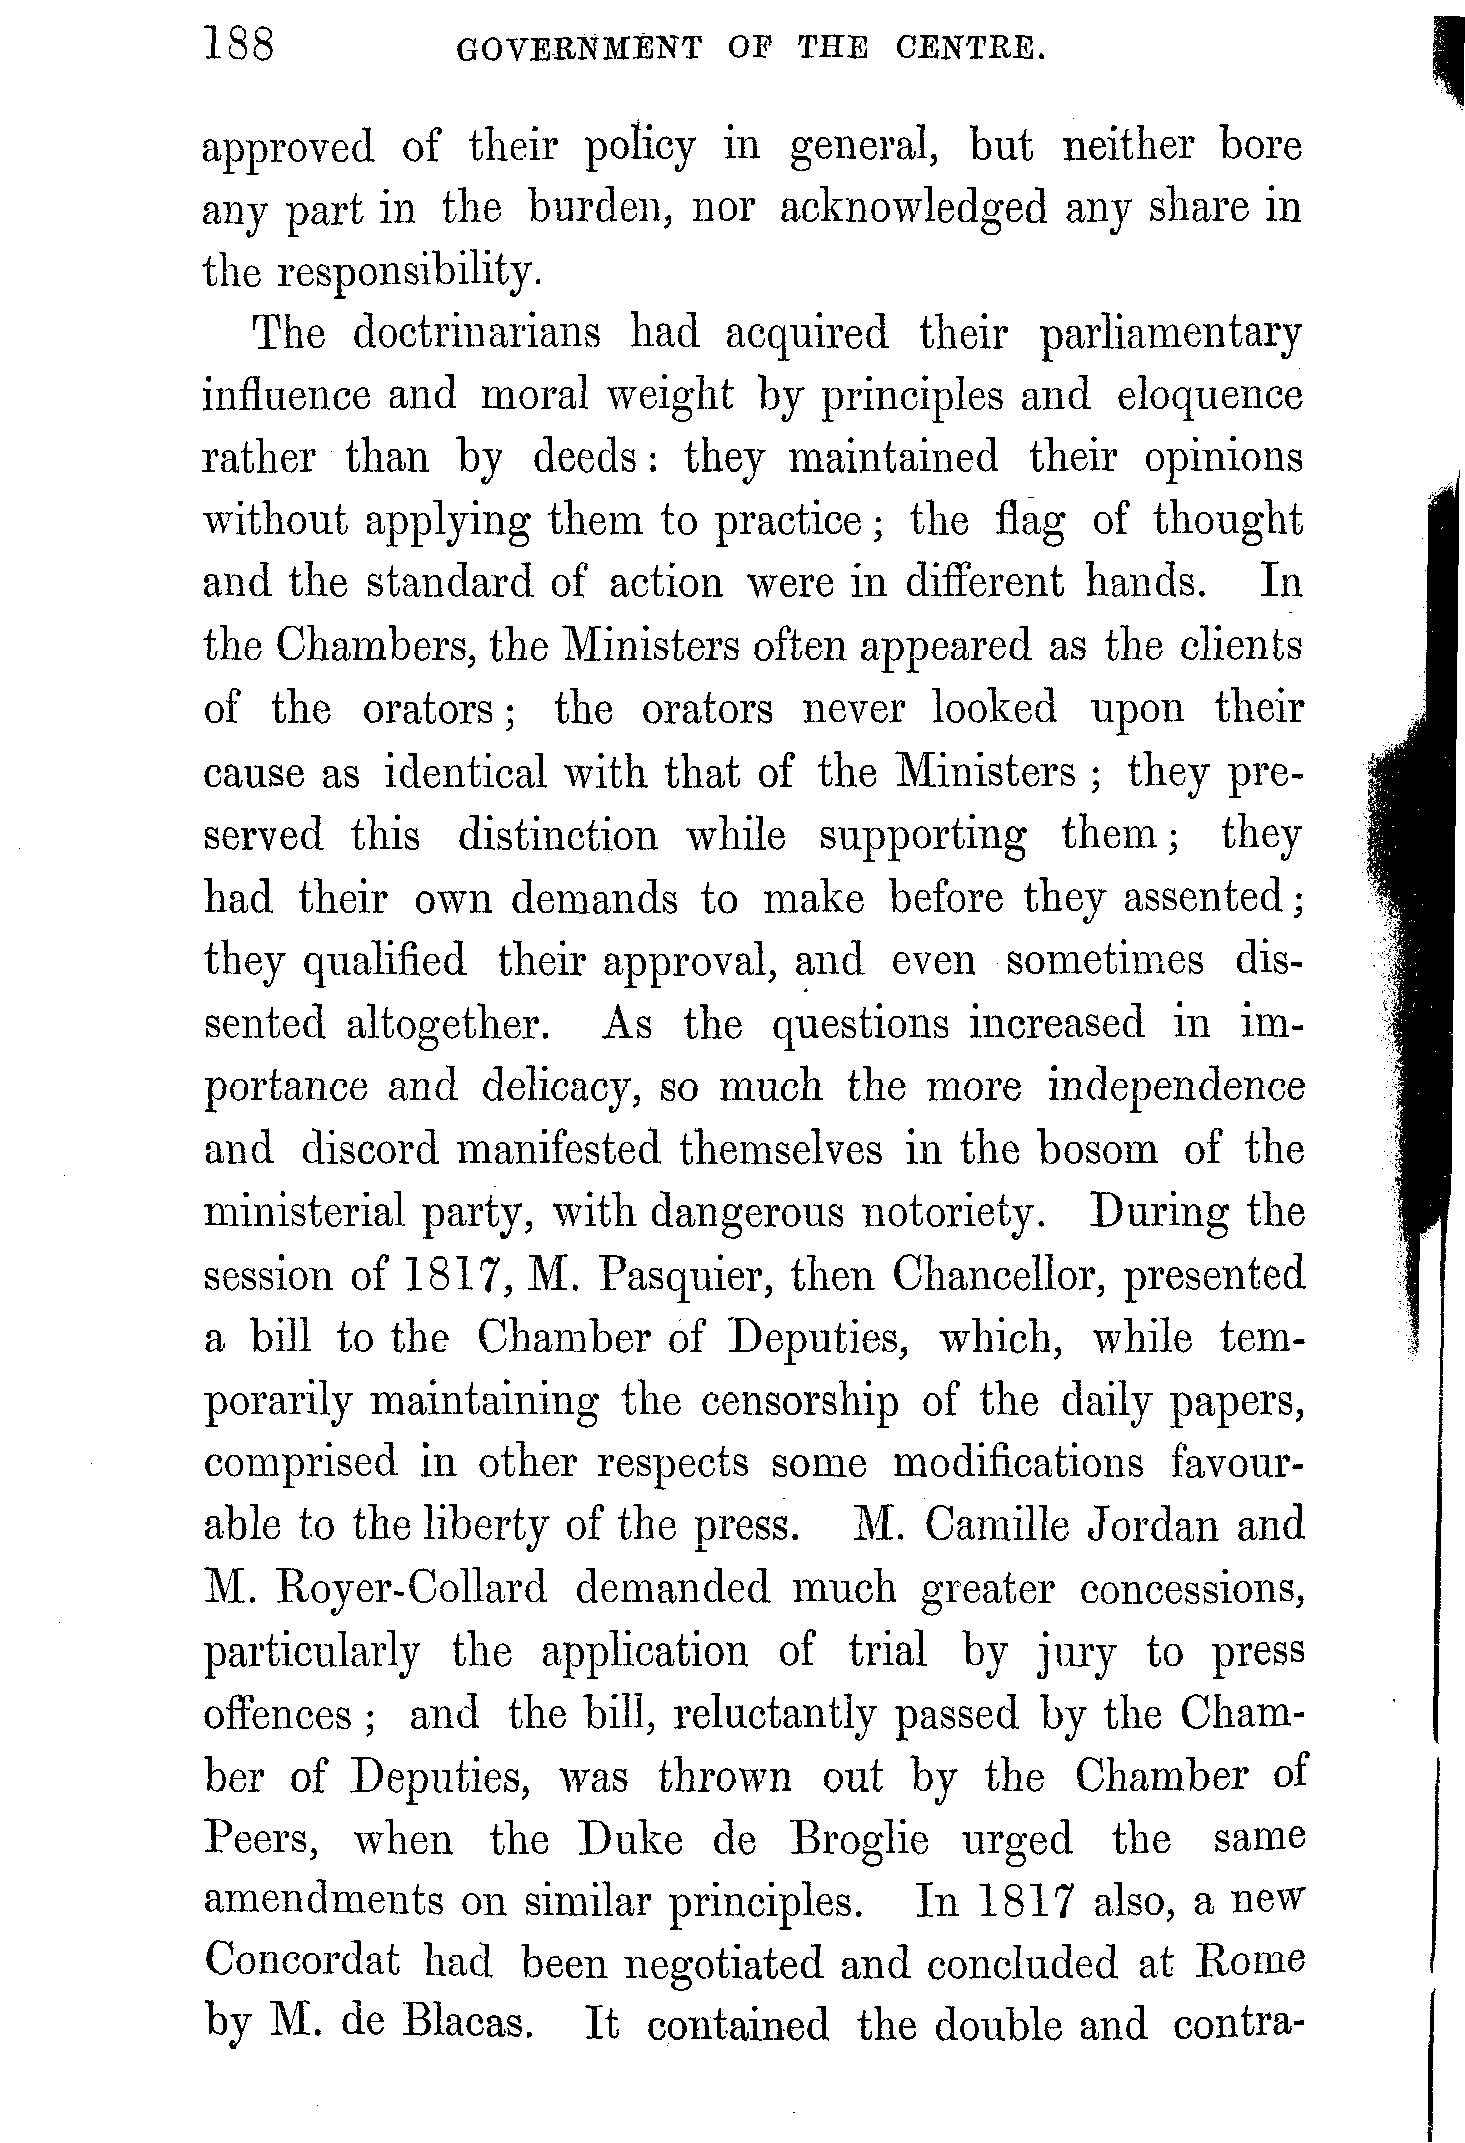 188 GOVERNMENT OF THE CENTRE.
approved of their policy in general, but neither bore
any part in the burden, nor acknowledged any share in
the responsibility.
The doctrinarians had acquired their parliamentary
influence and moral weight by principles and eloquence
rather than by deeds: they maintained their opinions
without applying them to practice; the flag of thought
and the standard of action were in different hands. In
the Chambers, the Ministers often appeared as the clients
of the orators; the orators never looked upon their
cause as identical with that of the Ministers; they pre-
served this distinction while supporting them; they
had their own demands to make before they assented;
they qualified their approval, and even sometimes dis-
sented altogether. As the questions increased in im-
portance and delicacy, so much the more independence
and discord manifested themselves in the bosom of the
ministerial party, with dangerous notoriety. During the
session of 1817, M. Pasquier, then Chancellor, presented
a bill to the Chamber of Deputies, which, while tem-
porarily maintaining the censorship of the daily papers,
comprised in other respects some modifications favour-
able to the liberty of the press. M. Camille Jordan and
M. Royer-Collard demanded much greater concessions,
particularly the application of trial by jury to press
offences; and the bill, reluctantly passed by the Cham-
ber of Deputies, was thrown out by the Chamber of
Peers, when the Duke de Broglie urged the same
amendments on similar principles. In 1817 also, a new
Concordat had been negotiated and concluded at Rome
by M. de Blacas. It contained the double and contra-